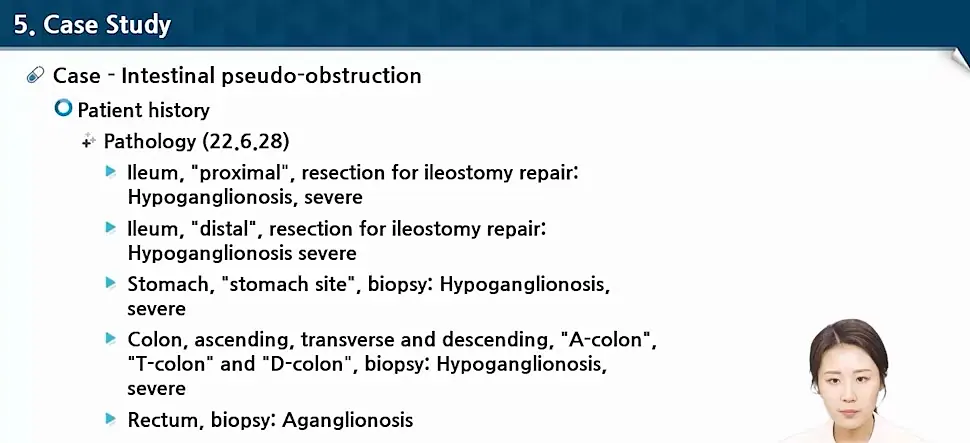 5. Case Study
Case - Intestinal pseudo-obstruction
Patient history
Pathology (22.6.28)
Ileum, "proximal", resection for ileostomy repair:
Hypoganglionosis, severe
Ileum, "distal", resection for ileostomy repair:
Hypoganglionosis severe
Stomach, "stomach site", biopsy: Hypoganglionosis,
severe
Colon, ascending, transverse and descending, "A-colon",
"T-colon" and "D-colon", biopsy: Hypoganglionosis,
severe
Rectum, biopsy: Aganglionosis